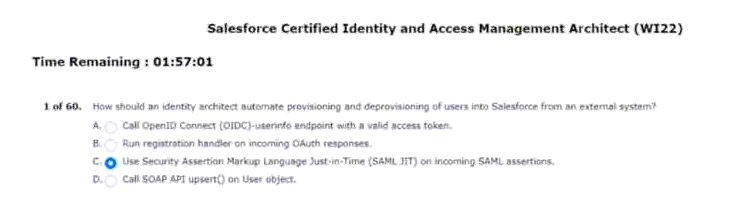 Salesforce Certified Identity and Access Management Architect (WI22)
Time Remaining : 01:57:01
1 of 60. How should an identity architect automate provisioning and deprovisioning of users into Salesforce from an external system?
A. Call OpenID Connect (OIDC)-userinfo endpoint with a valid access token.
B. Run registration handler on incoming OAuth responses.
C. Use Security Assertion Markup Language Just-in-Time (SAML JIT) on incoming SAML assertions.
D. Call SOAP API upsert() on User object.